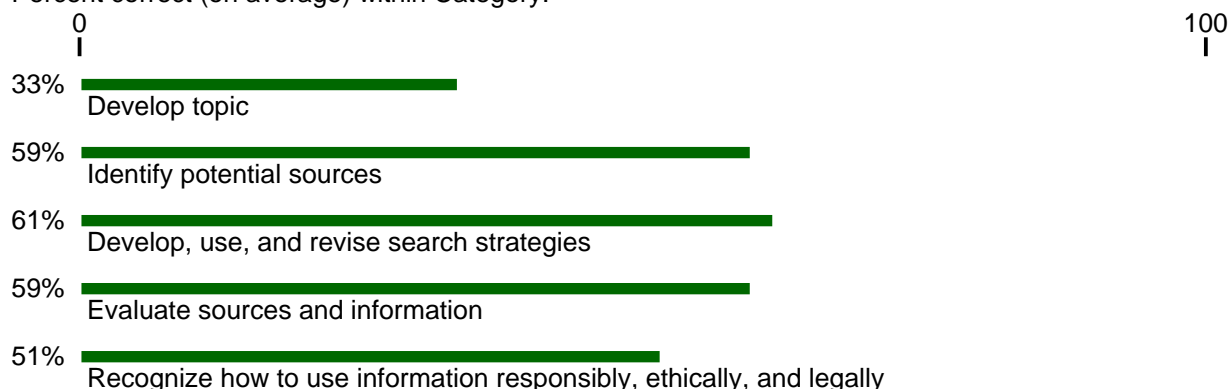 Percent correct (on average) within Category:
0 100
33%
Develop topic
59%
Identify potential sources
61%
Develop, use, and revise search strategies
59%
Evaluate sources and information
51%
Recognize how to use information responsibly, ethically, and legally